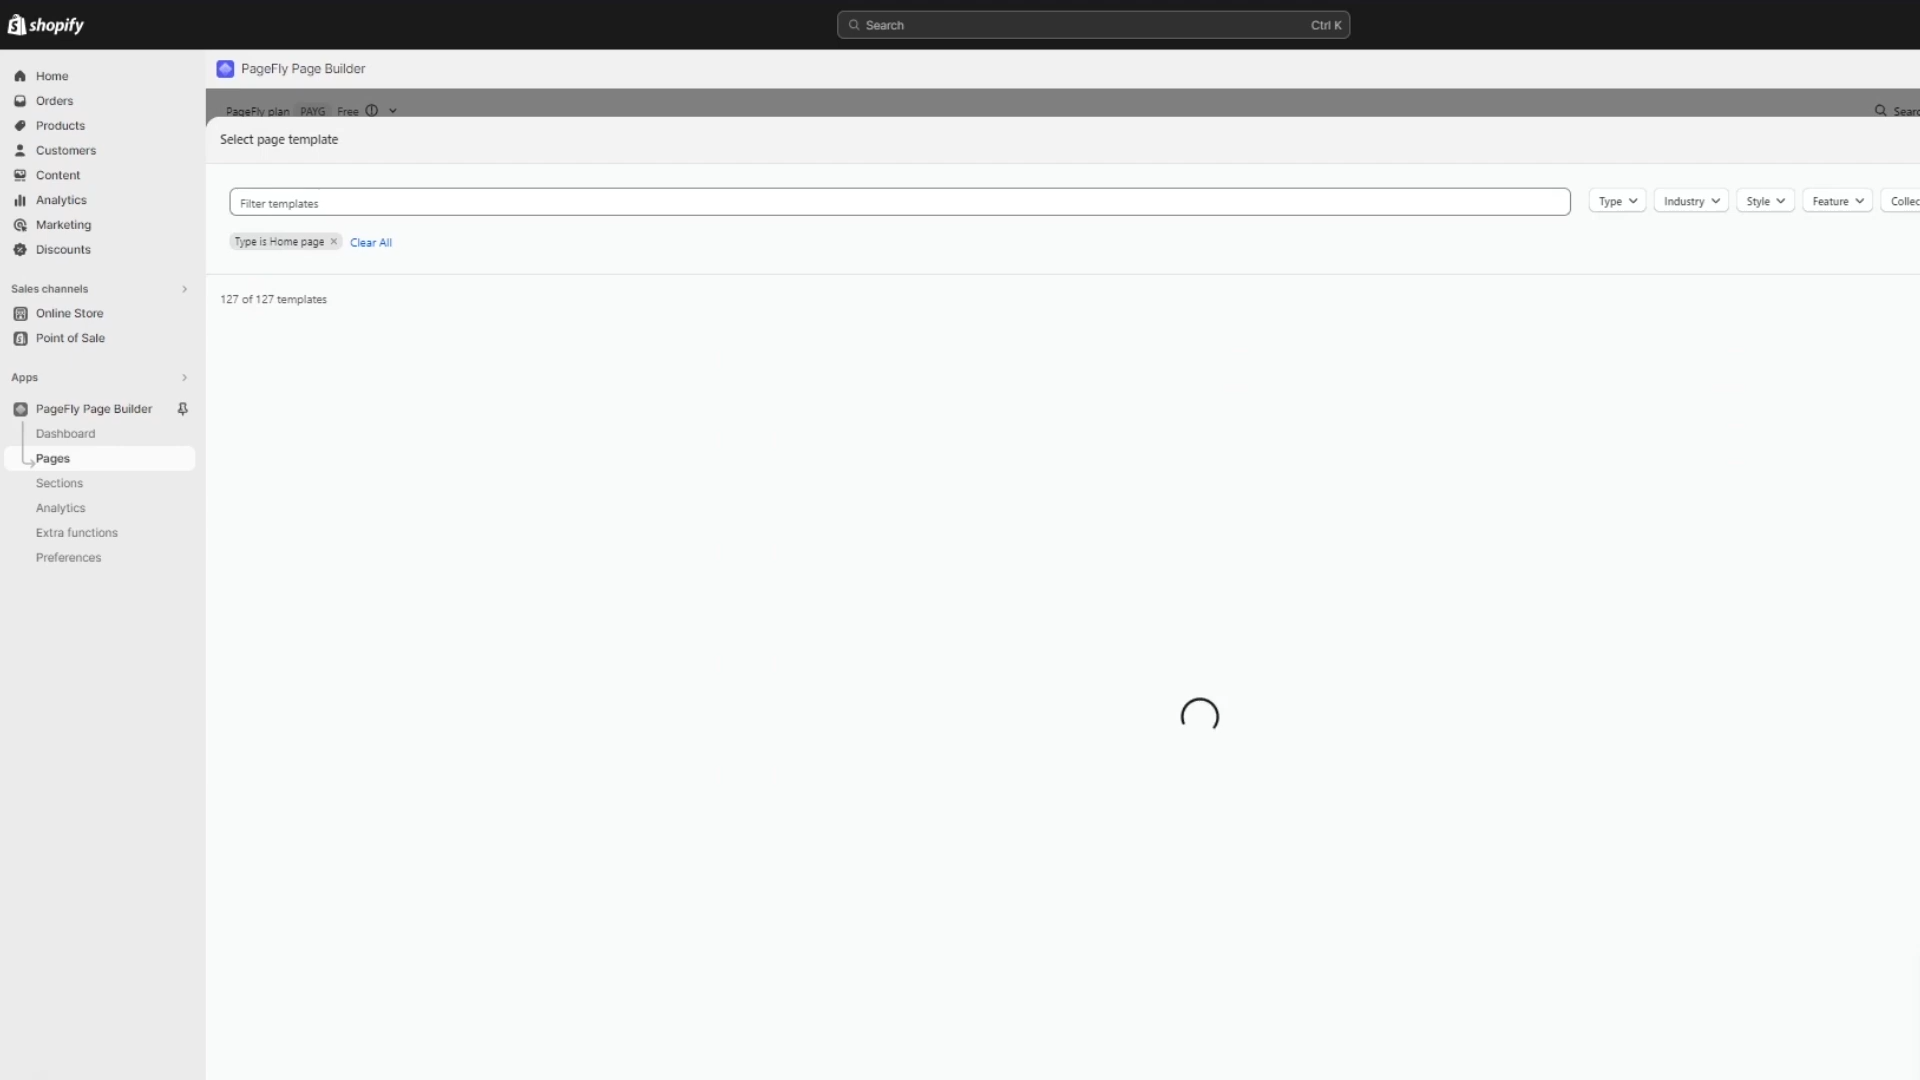 shopify
Search
Ctrl K
Home
Orders
Products
Customers
Content
Analytics
Marketing
Discounts
Sales channels
Online Store
Point of Sale
Apps
PageFly Page Builder
Dashboard
Pages
Sections
Analytics
Extra functions
Preferences
PageFly Page Builder
PageFly plan PAYG Free
Searc
Select page template
Filter templates
Type
Industry
Style
Feature
Collec
Type is Home page
Clear All
127 of 127 templates